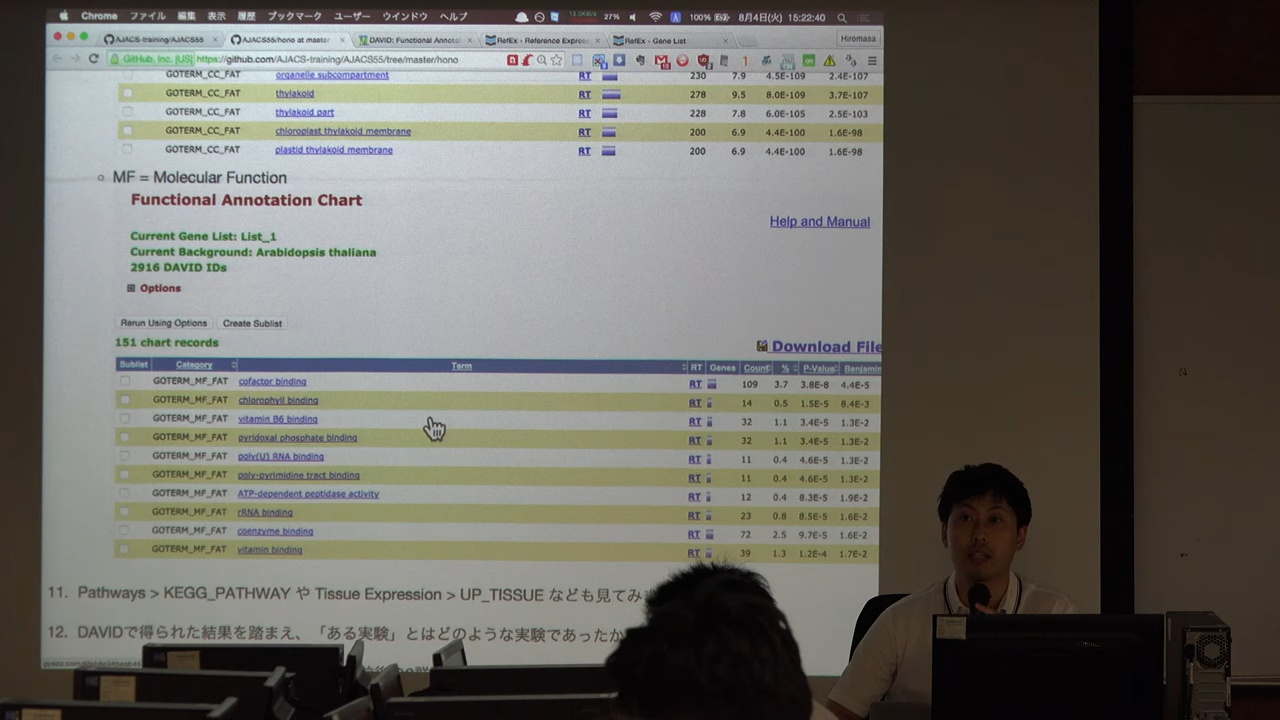 Chrome ファイル 編集 表示 履歴 ブックマーク ユーザー ウインドウ ヘルプ 27% 100% 8月4日(火) 15:22:40
AJACS-training/AJACS55 AJACS55/hono at master DAVID: Functional Annotat RefEx - Reference Express RefEx - Gene List Hiromasa
GitHub, Inc. [US] https://github.com/AJACS-training/AJACS55/tree/master/hono
GOTERM_CC_FAT organelle subcompartment RT 230 7.9 4.5E-109 2.4E-107
GOTERM_CC_FAT thylakoid RT 278 9.5 8.0E-109 3.7E-107
GOTERM_CC_FAT thylakoid part RT 228 7.8 6.0E-105 2.5E-103
GOTERM_CC_FAT chloroplast thylakoid membrane RT 200 6.9 4.4E-100 1.6E-98
GOTERM_CC_FAT plastid thylakoid membrane RT 200 6.9 4.4E-100 1.6E-98
MF = Molecular Function
Functional Annotation Chart
Help and Manual
Current Gene List: List_1
Current Background: Arabidopsis thaliana
2916 DAVID IDs
Options
Rerun Using Options Create Sublist
151 chart records Download File
Sublist Category Term RT Genes Count % P-Value Benjamin
GOTERM_MF_FAT cofactor binding RT 109 3.7 3.8E-8 4.4E-5
GOTERM_MF_FAT chlorophyll binding RT 14 0.5 1.5E-5 8.4E-3
GOTERM_MF_FAT vitamin B6 binding RT 32 1.1 3.4E-5 1.3E-2
GOTERM_MF_FAT pyridoxal phosphate binding RT 32 1.1 3.4E-5 1.3E-2
GOTERM_MF_FAT poly(U) RNA binding RT 11 0.4 4.6E-5 1.3E-2
GOTERM_MF_FAT poly-pyrimidine tract binding RT 11 0.4 4.6E-5 1.3E-2
GOTERM_MF_FAT ATP-dependent peptidase activity RT 12 0.4 8.3E-5 1.9E-2
GOTERM_MF_FAT rRNA binding RT 23 0.8 8.5E-5 1.6E-2
GOTERM_MF_FAT coenzyme binding RT 72 2.5 9.7E-5 1.6E-2
GOTERM_MF_FAT vitamin binding RT 39 1.3 1.2E-4 1.7E-2
11. Pathways > KEGG_PATHWAY や Tissue Expression > UP_TISSUE なども見てみ
12. DAVIDで得られた結果を踏まえ、「ある実験」とはどのような実験であったか